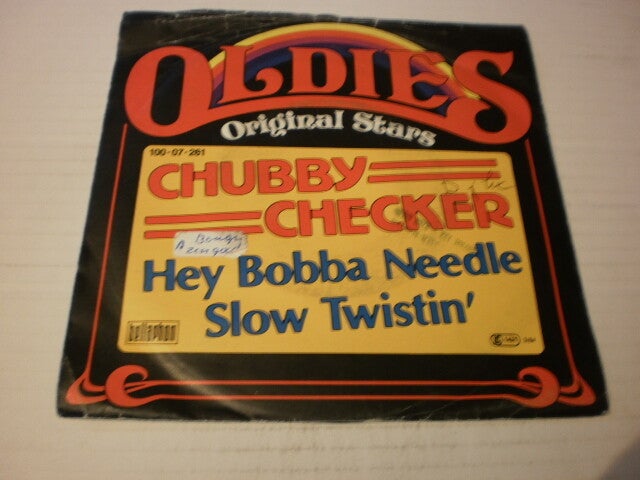 OLDIES
Original Stars
100·07·261
CHUBBY
CHECKER
Hey Bobba Needle
Slow Twistin'
bellaphon